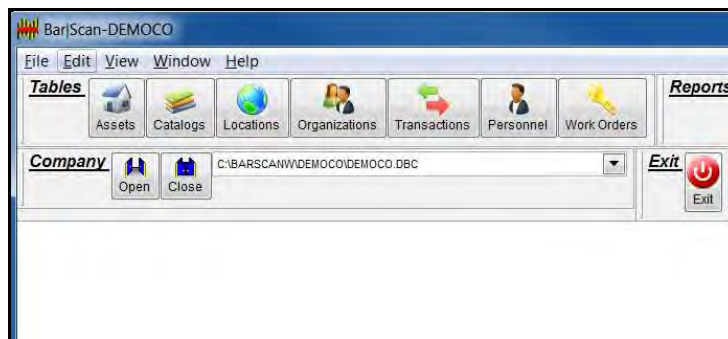 Bar|Scan-DEMOCO
File Edit View Window Help
Tables Assets Catalogs Locations Organizations Transactions Personnel Work Orders Reports
Company Open Close C:\BARSCANW\DEMOCO\DEMOCO.DBC Exit Exit